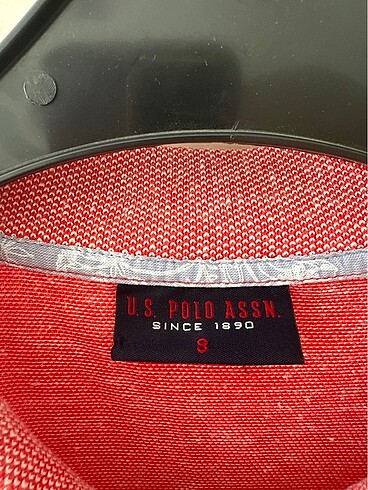 U.S. POLO ASSN.
SINCE 1890
S